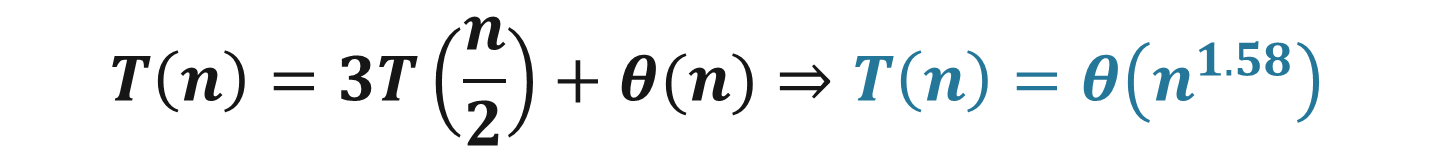 T(n) = 3T(n/2) + θ(n) ⇒ T(n) = θ(n^1.58)